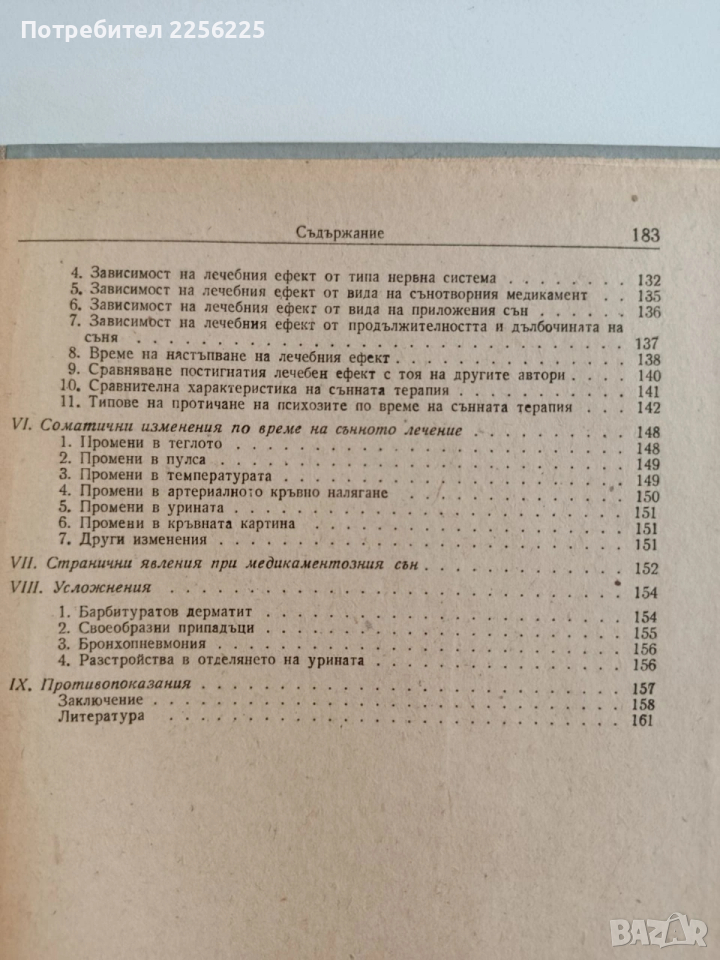 Потребител 2256225
Съдържание 183
4. Зависимост на лечебния ефект от типа нервна система . . . . . . . . 132
5. Зависимост на лечебния ефект от вида на сънотворния медикамент . . 135
6. Зависимост на лечебния ефект от вида на приложения сън . . . . . 136
7. Зависимост на лечебния ефект от продължителността и дълбочината на
съня . . . . . . . . . . . . . . . . . . . . . . . . . . . . 137
8. Време на настъпване на лечебния ефект . . . . . . . . . . . . . . 138
9. Сравняване постигнатия лечебен ефект с тоя на другите автори . . . . 140
10. Сравнителна характеристика на сънната терапия . . . . . . . . . . 141
11. Типове на протичане на психозите по време на сънната терапия . . . 142
VI. Соматични изменения по време на сънното лечение . . . . . . . . . . 148
1. Промени в теглото . . . . . . . . . . . . . . . . . . . . . . 148
2. Промени в пулса . . . . . . . . . . . . . . . . . . . . . . . 149
3. Промени в температурата . . . . . . . . . . . . . . . . . . . 149
4. Промени в артериалното кръвно налягане . . . . . . . . . . . . . 150
5. Промени в урината . . . . . . . . . . . . . . . . . . . . . . 151
6. Промени в кръвната картина . . . . . . . . . . . . . . . . . . 151
7. Други изменения . . . . . . . . . . . . . . . . . . . . . . . 151
VII. Странични явления при медикаментозния сън . . . . . . . . . . . . . 152
VIII. Усложнения . . . . . . . . . . . . . . . . . . . . . . . . . . 154
1. Барбитуратов дерматит . . . . . . . . . . . . . . . . . . . . 154
2. Своеобразни припадъци . . . . . . . . . . . . . . . . . . . . 155
3. Бронхопневмония . . . . . . . . . . . . . . . . . . . . . . . 156
4. Разстройства в отделянето на урината . . . . . . . . . . . . . . 156
IX. Противопоказания . . . . . . . . . . . . . . . . . . . . . . . . 157
Заключение . . . . . . . . . . . . . . . . . . . . . . . . . . 158
Литература . . . . . . . . . . . . . . . . . . . . . . . . . . 161
BAZAR